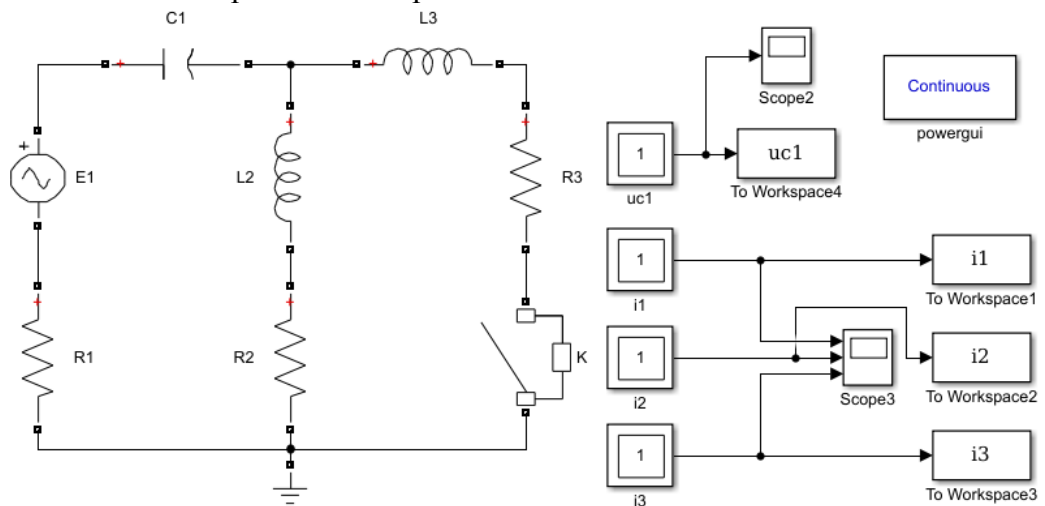 C1
L3
E1
L2
R3
R1
R2
K
Scope2
Continuous
powergui
1
uc1
uc1
To Workspace4
1
i1
i1
To Workspace1
1
i2
Scope3
i2
To Workspace2
1
i3
i3
To Workspace3